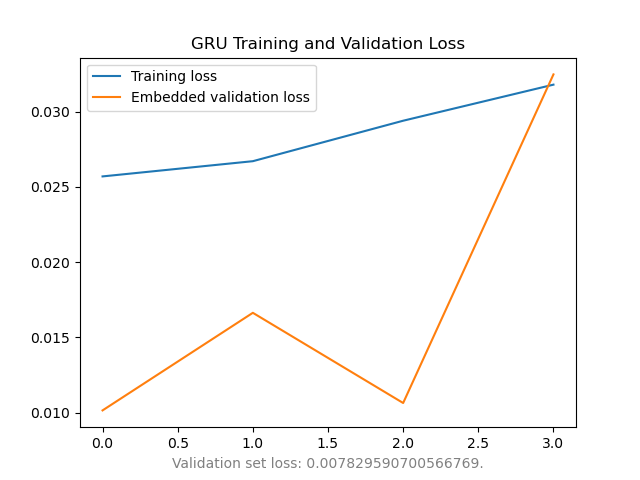 GRU Training and Validation Loss
Training loss
Embedded validation loss
0.030
0.025
0.020
0.015
0.010
0.0 0.5 1.0 1.5 2.0 2.5 3.0
Validation set loss: 0.007829590700566769.